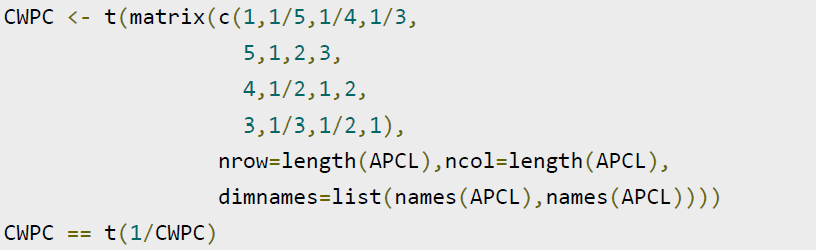 CWPC <- t(matrix(c(1,1/5,1/4,1/3,
5,1,2,3,
4,1/2,1,2,
3,1/3,1/2,1),
nrow=length(APCL),ncol=length(APCL),
dimnames=list(names(APCL),names(APCL))))
CWPC == t(1/CWPC)